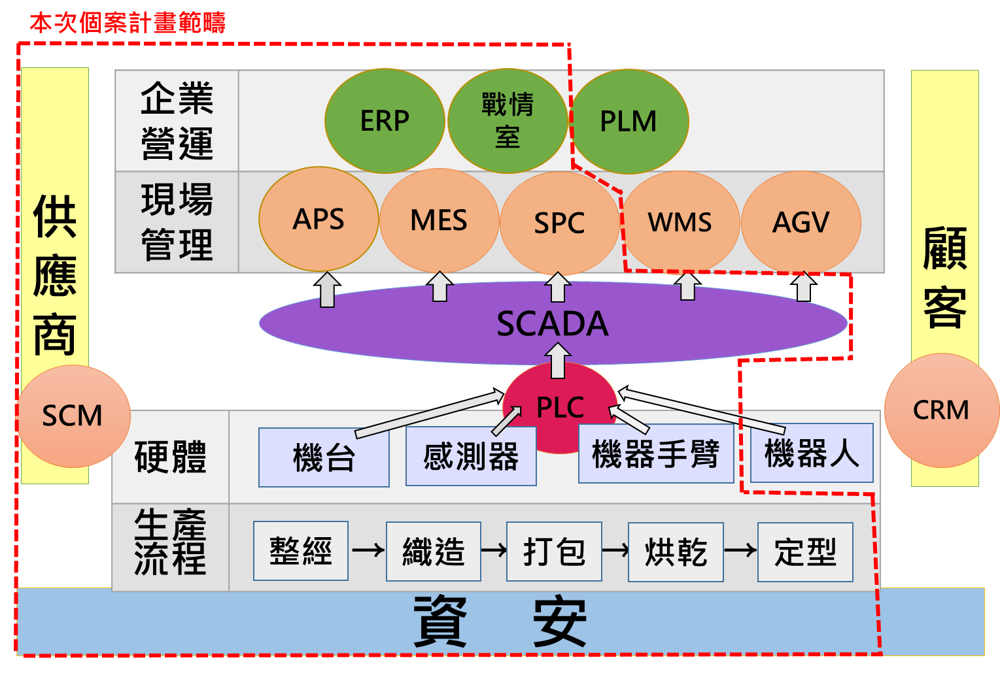 本次個案計畫範疇
企業
營運
ERP
戰情
室
PLM
現場
管理
APS
MES
SPC
WMS
AGV
供
應
商
SCM
顧
客
CRM
SCADA
PLC
硬體
機台
感測器
機器手臂
機器人
生產
流程
整經
織造
打包
烘乾
定型
資 安